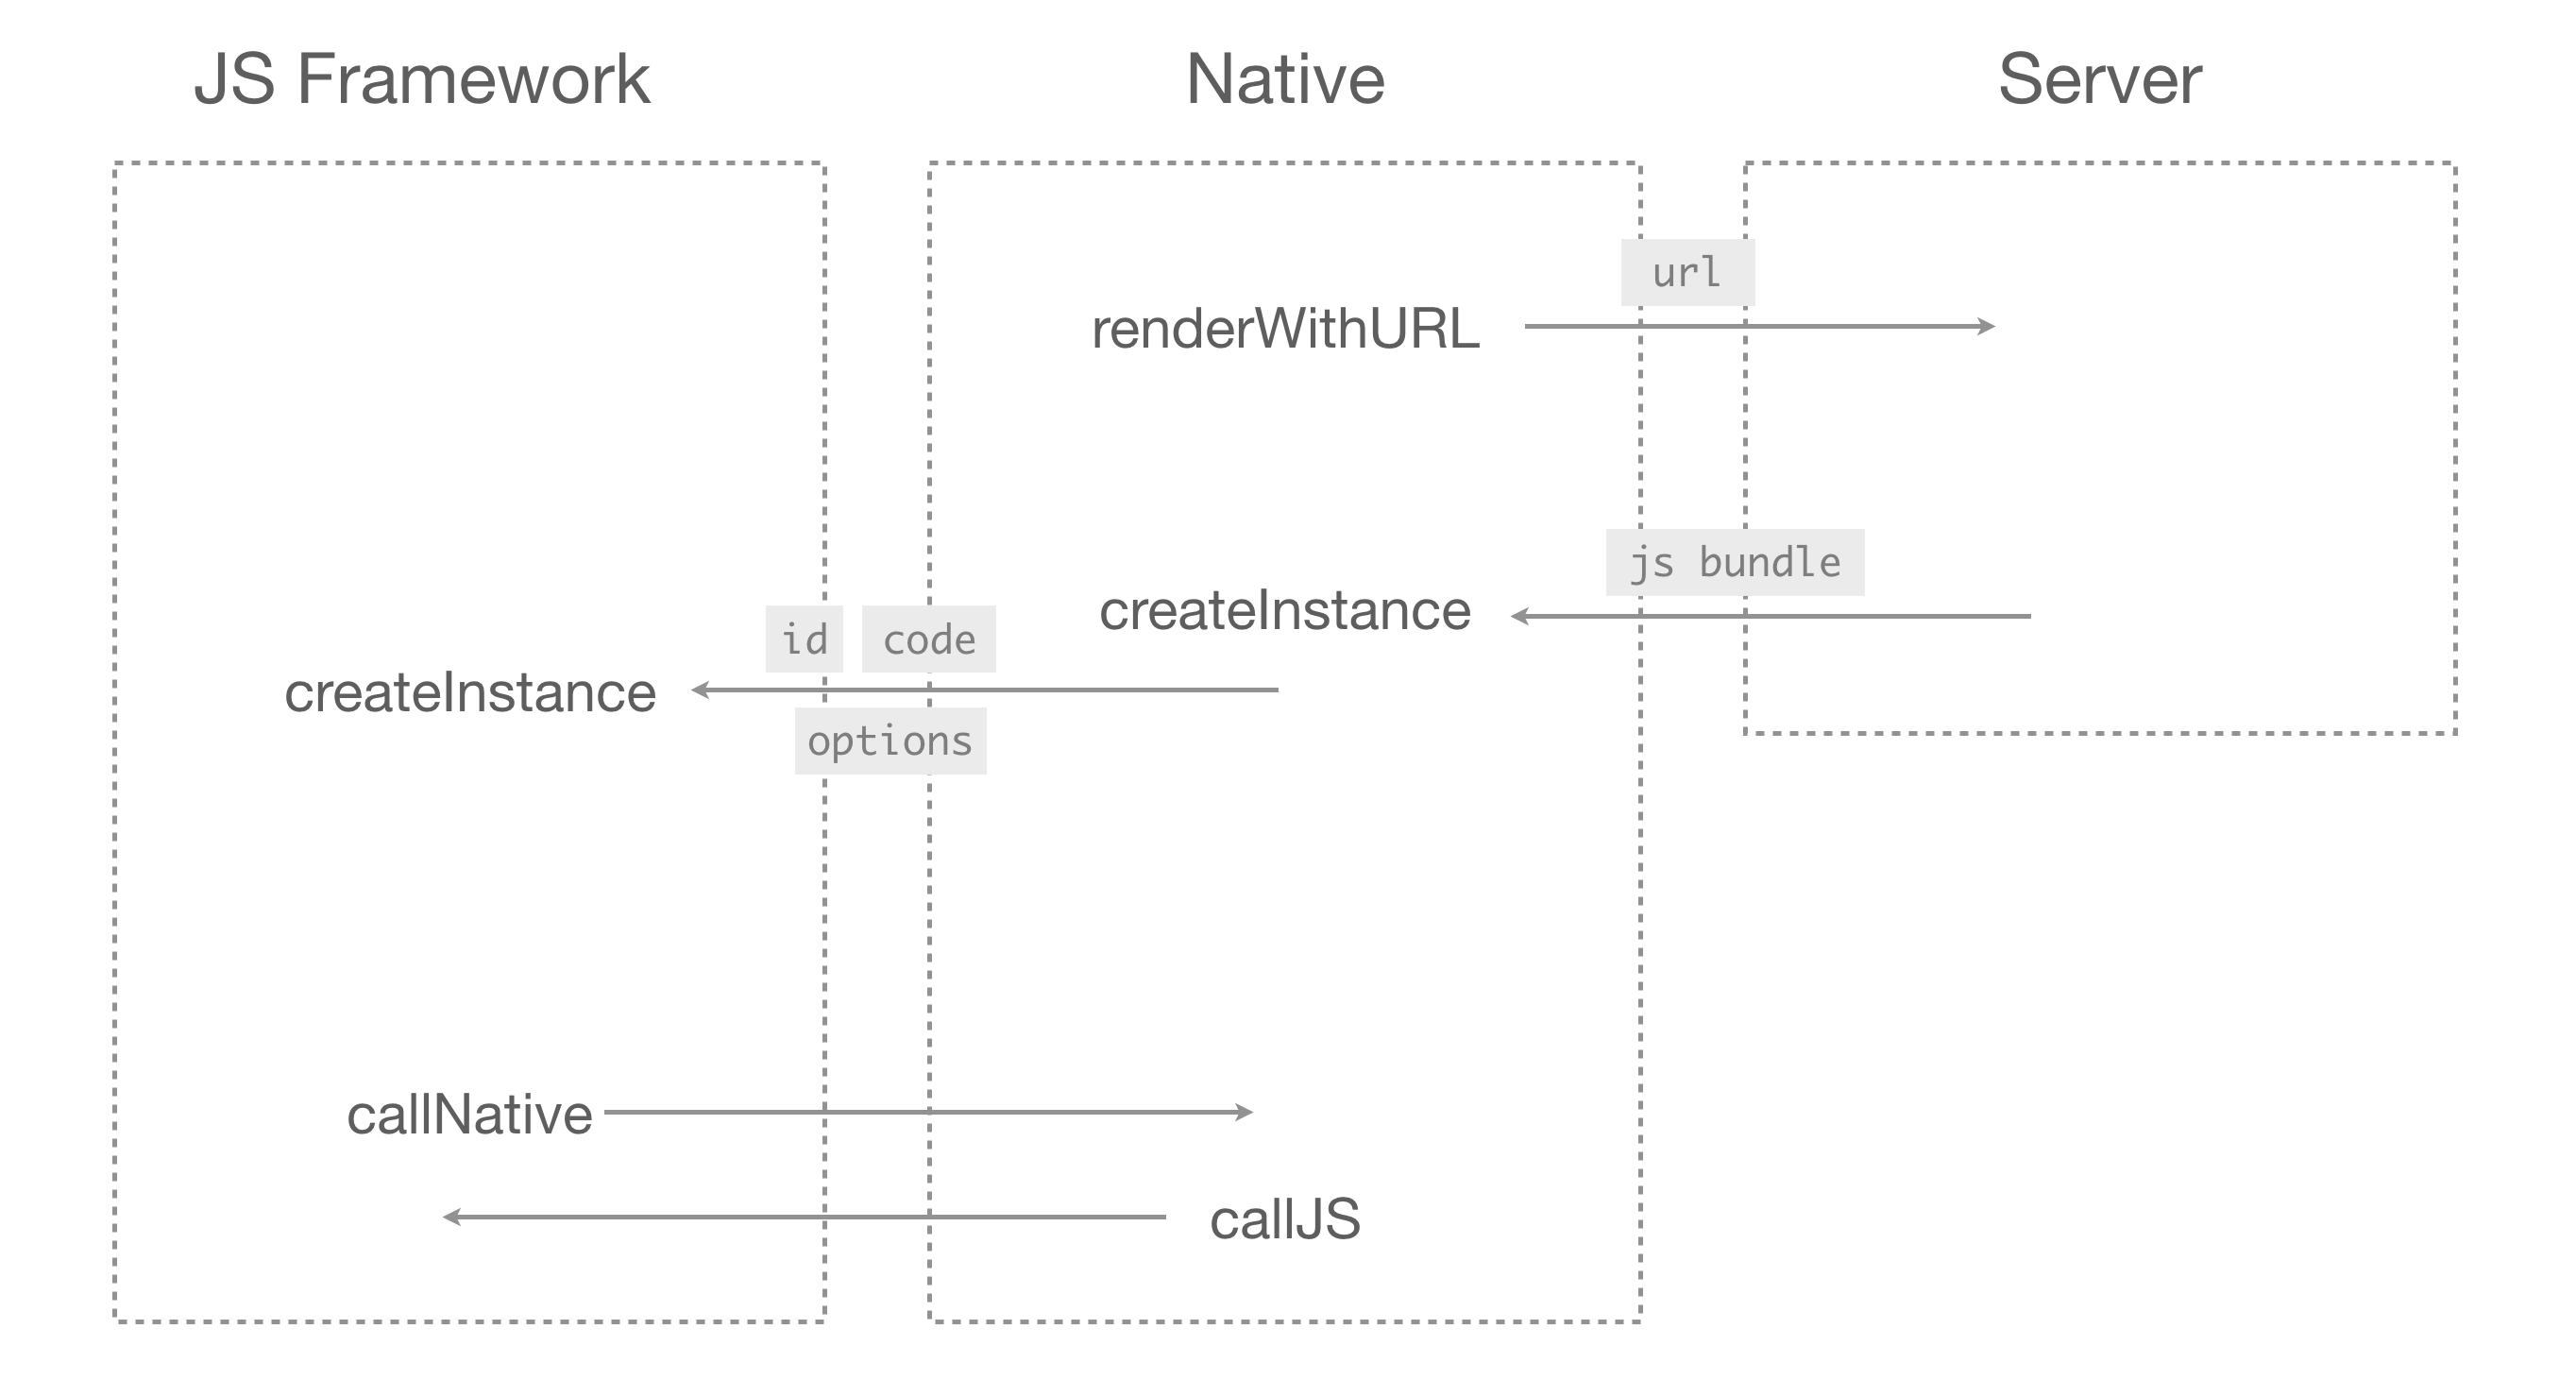 JS Framework
Native
Server
url
renderWithURL
js bundle
createInstance
id
code
createInstance
options
callNative
callJS